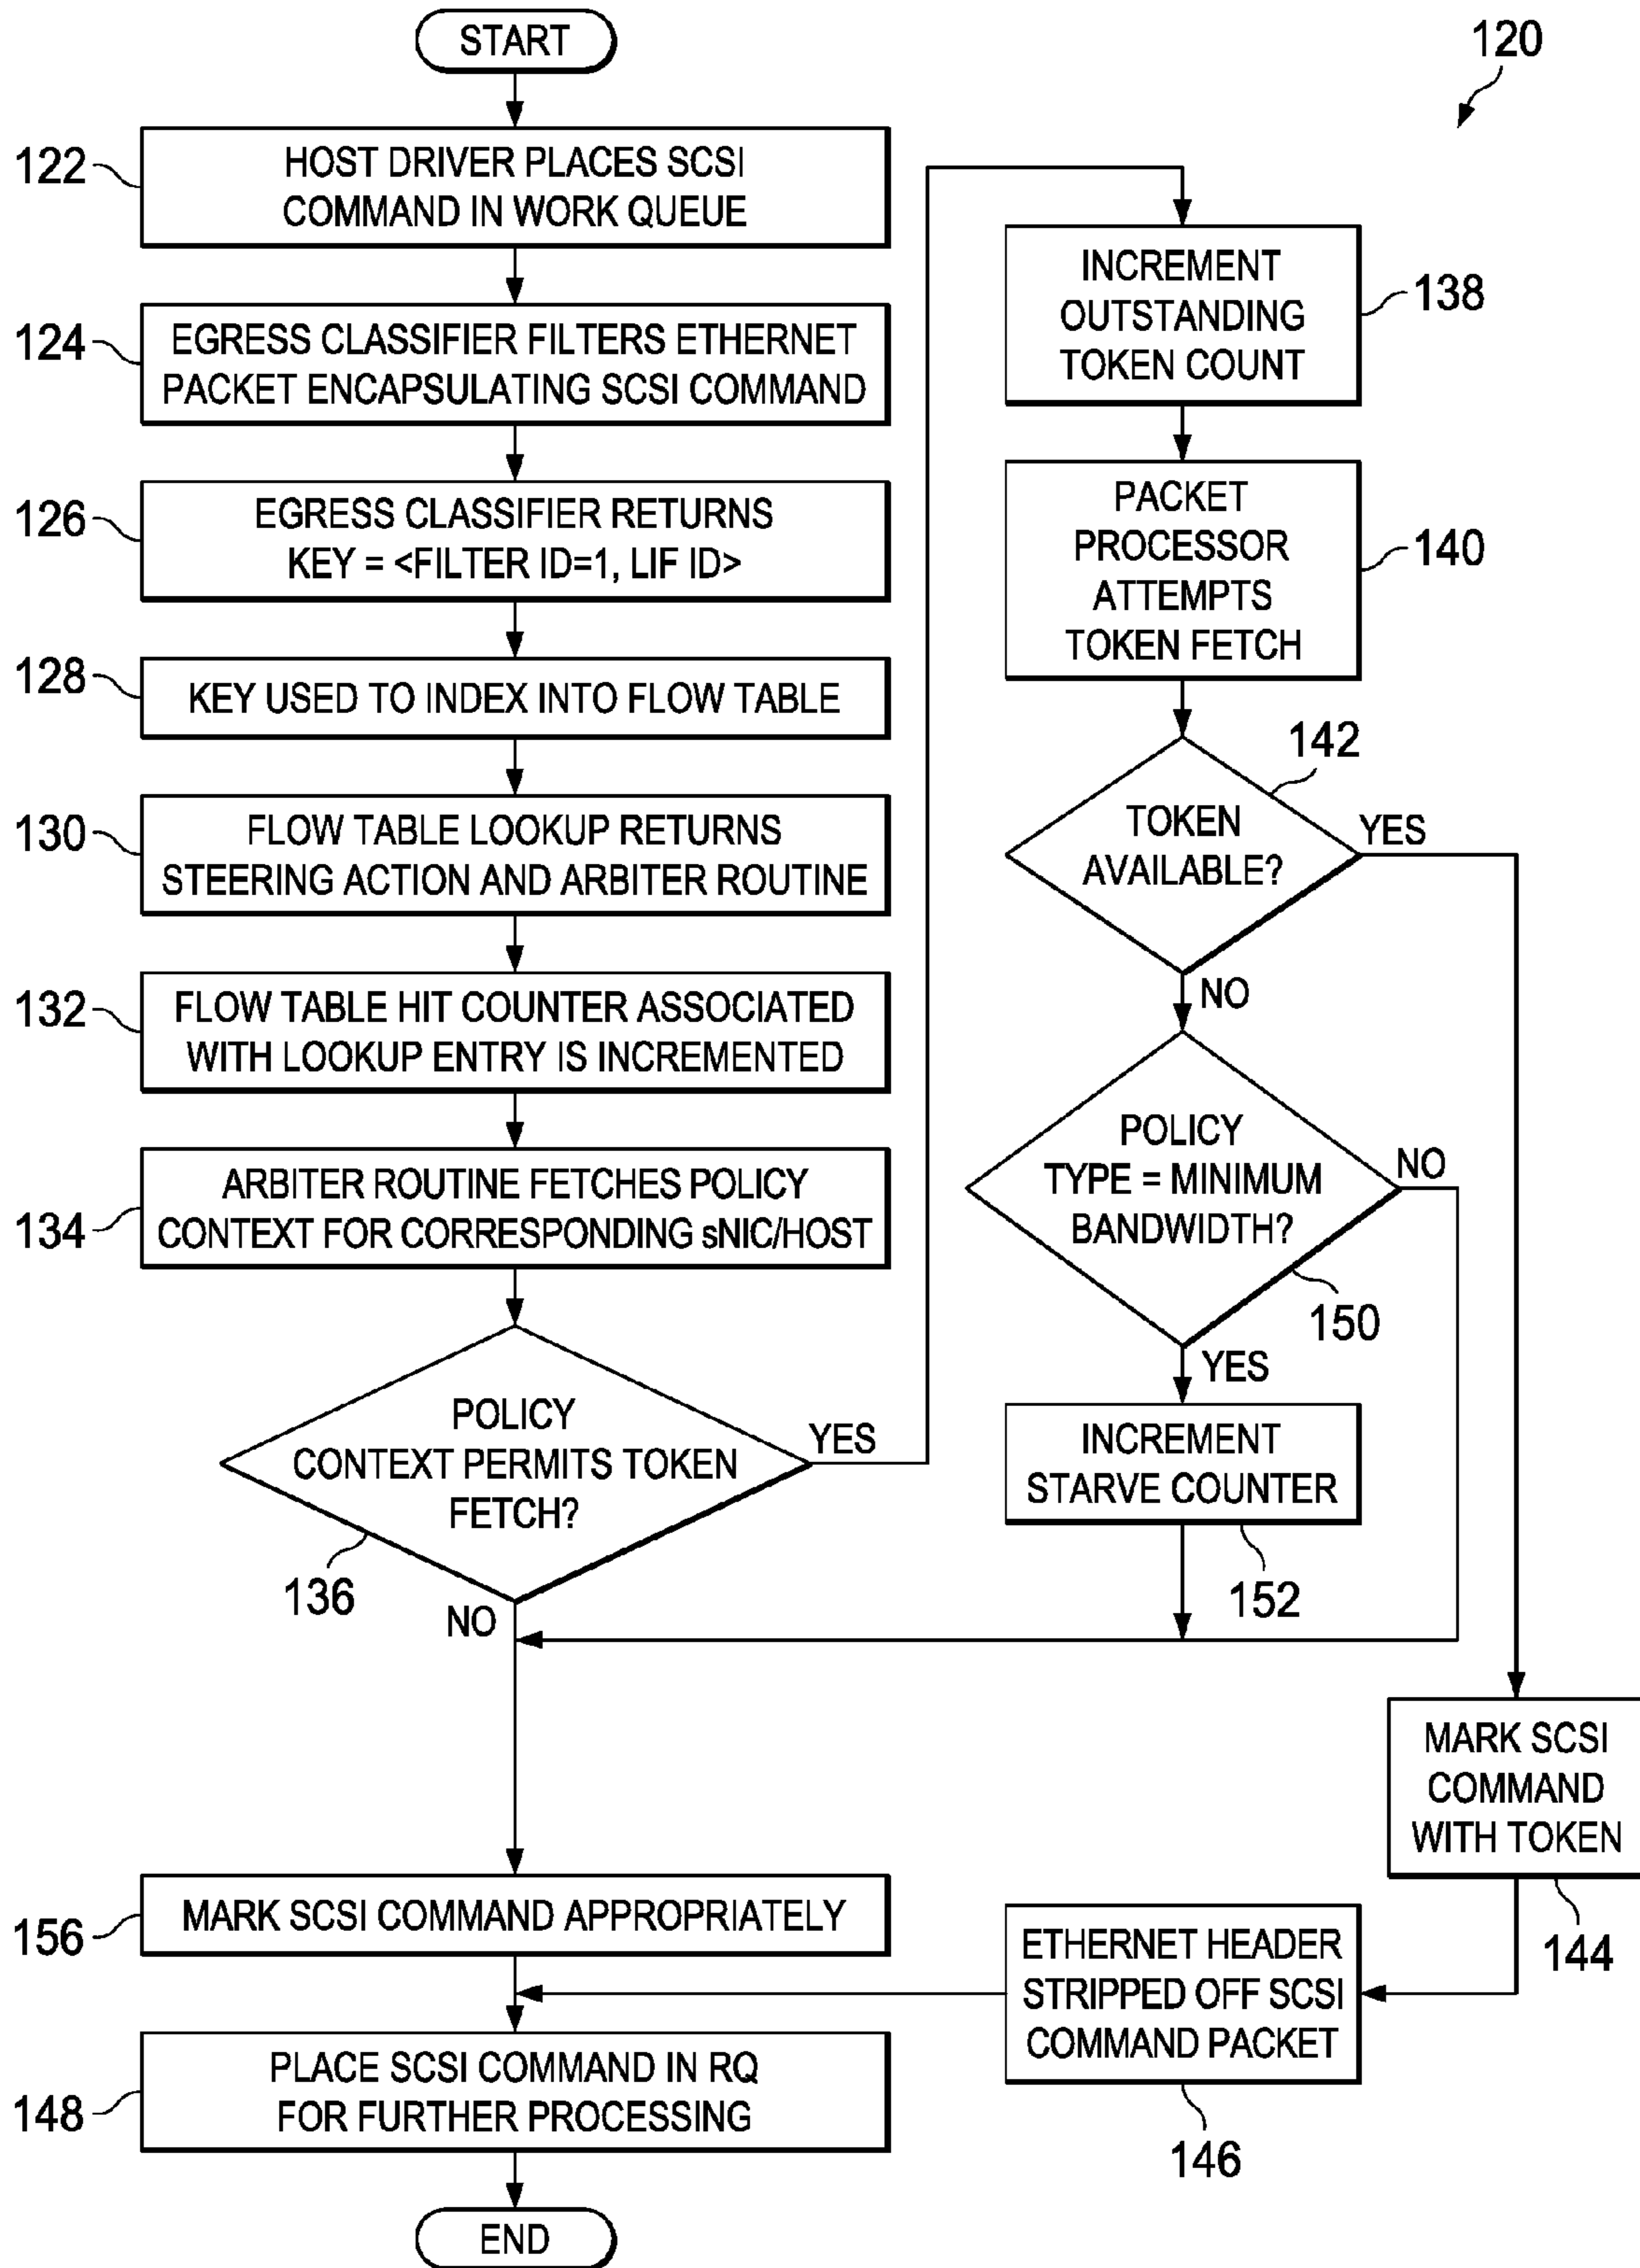 START
120
122
HOST DRIVER PLACES SCSI
COMMAND IN WORK QUEUE
124
EGRESS CLASSIFIER FILTERS ETHERNET
PACKET ENCAPSULATING SCSI COMMAND
126
EGRESS CLASSIFIER RETURNS
KEY = <FILTER ID=1, LIF ID>
128
KEY USED TO INDEX INTO FLOW TABLE
130
FLOW TABLE LOOKUP RETURNS
STEERING ACTION AND ARBITER ROUTINE
132
FLOW TABLE HIT COUNTER ASSOCIATED
WITH LOOKUP ENTRY IS INCREMENTED
134
ARBITER ROUTINE FETCHES POLICY
CONTEXT FOR CORRESPONDING sNIC/HOST
POLICY
CONTEXT PERMITS TOKEN
FETCH?
136
YES
NO
INCREMENT
OUTSTANDING
TOKEN COUNT
138
PACKET
PROCESSOR
ATTEMPTS
TOKEN FETCH
140
142
TOKEN
AVAILABLE?
YES
NO
POLICY
TYPE = MINIMUM
BANDWIDTH?
NO
150
YES
INCREMENT
STARVE COUNTER
152
MARK SCSI
COMMAND
WITH TOKEN
144
156
MARK SCSI COMMAND APPROPRIATELY
ETHERNET HEADER
STRIPPED OFF SCSI
COMMAND PACKET
146
148
PLACE SCSI COMMAND IN RQ
FOR FURTHER PROCESSING
END